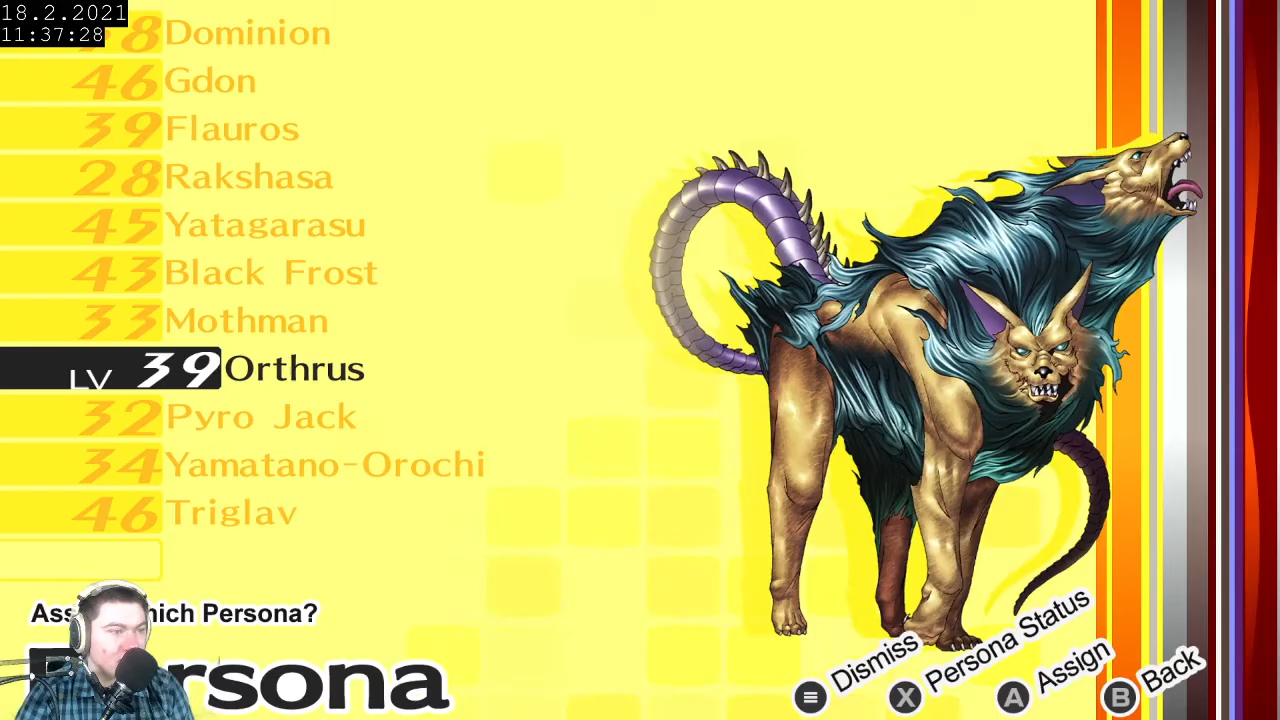 18.2.2021
11:37:28
8 Dominion
46 Gdon
39 Flauros
28 Rakshasa
45 Yatagarasu
43 Black Frost
33 Mothman
LV 39 Orthrus
32 Pyro Jack
34 Yamatano-Orochi
46 Triglav
Persona?
rsona
Dismiss
X Persona Status
A Assign
B Back